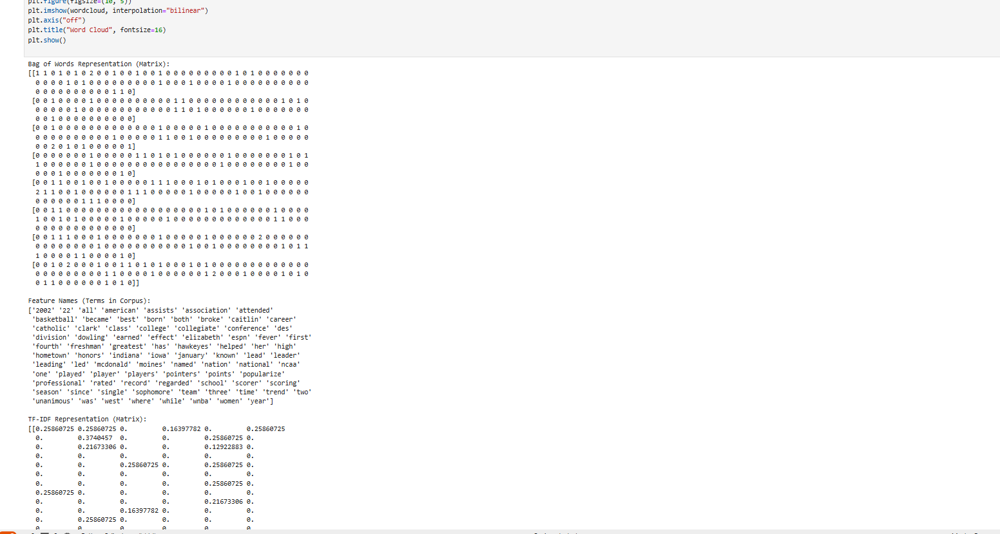 plt.figure(figsize=(10, 5))
plt.imshow(wordcloud, interpolation="bilinear")
plt.axis("off")
plt.title("Word Cloud", fontsize=16)
plt.show()
Bag of Words Representation (Matrix):
[[1 1 0 1 0 1 0 2 0 0 1 0 0 1 0 0 1 0 0 0 0 0 0 0 0 0 1 0 1 0 0 0 0 0 0 0
0 0 0 0 1 0 1 0 0 0 0 0 0 0 0 0 1 0 0 0 1 0 0 0 0 1 0 0 0 0 0 0 0 0 0 0
0 0 0 0 0 0 0 0 0 0 1 1 0]
[0 0 1 0 0 0 0 1 0 0 0 0 0 0 0 0 0 0 1 1 0 0 0 0 0 0 0 0 0 0 0 0 1 0 1 0
0 0 0 0 0 1 0 0 0 0 0 0 0 0 0 0 0 0 1 1 0 1 0 0 0 0 0 0 1 0 0 0 0 0 0 0
0 0 1 0 0 0 0 0 0 0 0 0 0]
[0 0 1 0 0 0 0 0 0 0 0 0 0 0 0 0 1 0 0 0 0 0 1 0 0 0 0 0 0 0 0 0 0 0 1 0
0 0 0 0 0 0 0 0 0 0 1 0 0 0 0 0 1 1 0 0 1 0 0 0 0 0 0 0 0 0 1 0 0 0 0 0
0 0 2 0 1 0 1 0 0 0 0 0 1]
[0 0 0 0 0 0 0 1 0 0 0 0 0 1 1 0 1 0 1 0 0 0 0 0 0 1 0 0 0 0 0 0 0 1 0 1
1 0 0 0 0 0 0 1 0 0 0 0 0 0 0 0 0 0 0 0 0 0 0 0 1 0 0 0 0 0 0 0 0 1 0 0
0 0 0 1 0 0 0 0 0 0 0 1 0]
[0 0 1 1 0 0 1 0 0 1 0 0 0 0 0 1 1 1 0 0 0 1 0 1 0 0 0 1 0 0 1 0 0 0 0 0
2 1 1 0 0 1 0 0 0 0 0 0 1 1 1 0 0 0 0 0 1 0 0 0 0 0 1 0 0 1 0 0 0 0 0 0
0 0 0 0 0 0 1 1 1 0 0 0 0]
[0 0 1 1 0 0 0 0 0 0 0 0 0 0 0 0 0 0 0 0 0 0 1 0 1 0 0 0 0 0 0 1 0 0 0 0
1 0 0 1 0 1 0 0 0 0 0 1 0 0 0 0 0 1 0 0 0 0 0 0 0 0 0 0 0 0 0 1 1 0 0 0
0 0 0 0 0 0 0 0 0 0 0 0 0]
[0 0 1 1 1 0 0 0 1 0 0 0 0 0 0 0 1 0 0 0 0 0 1 0 0 0 0 0 0 2 0 0 0 0 0 0
0 0 0 0 0 0 0 0 1 0 0 0 0 0 0 0 0 0 0 0 1 0 0 1 0 0 0 0 0 0 0 0 1 0 1 1
1 0 0 0 0 1 1 0 0 0 0 1 0]
[0 0 1 0 2 0 0 0 1 0 0 1 1 0 1 0 1 0 0 0 1 0 1 0 0 0 0 0 0 0 0 0 0 0 0 0
0 0 0 0 0 0 0 0 0 1 1 0 0 0 0 1 0 0 0 0 0 0 1 2 0 0 0 1 0 0 0 0 1 0 1 0
0 1 1 0 0 0 0 0 0 1 0 1 0]]
Feature Names (Terms in Corpus):
['2002' '22' 'all' 'american' 'assists' 'association' 'attended'
'basketball' 'became' 'best' 'born' 'both' 'broke' 'caitlin' 'career'
'catholic' 'clark' 'class' 'college' 'collegiate' 'conference' 'des'
'division' 'dowling' 'earned' 'effect' 'elizabeth' 'espn' 'fever' 'first'
'fourth' 'freshman' 'greatest' 'has' 'hawkeyes' 'helped' 'her' 'high'
'hometown' 'honors' 'indiana' 'iowa' 'january' 'known' 'lead' 'leader'
'leading' 'led' 'mcdonald' 'moines' 'named' 'nation' 'national' 'ncaa'
'one' 'played' 'player' 'players' 'pointers' 'points' 'popularize'
'professional' 'rated' 'record' 'regarded' 'school' 'scorer' 'scoring'
'season' 'since' 'single' 'sophomore' 'team' 'three' 'time' 'trend' 'two'
'unanimous' 'was' 'west' 'where' 'while' 'wnba' 'women' 'year']
TF-IDF Representation (Matrix):
[[0.25860725 0.25860725 0. 0.16397782 0. 0.25860725
0. 0.3740457 0. 0. 0.25860725 0.
0. 0.21673306 0. 0. 0.12922883 0.
0. 0. 0. 0. 0. 0.
0. 0. 0.25860725 0. 0.25860725 0.
0. 0. 0. 0. 0. 0.
0. 0. 0. 0. 0.25860725 0.
0.25860725 0. 0. 0. 0. 0.
0. 0. 0. 0. 0.21673306 0.
0. 0. 0.16397782 0. 0. 0.
0. 0.25860725 0. 0. 0. 0.